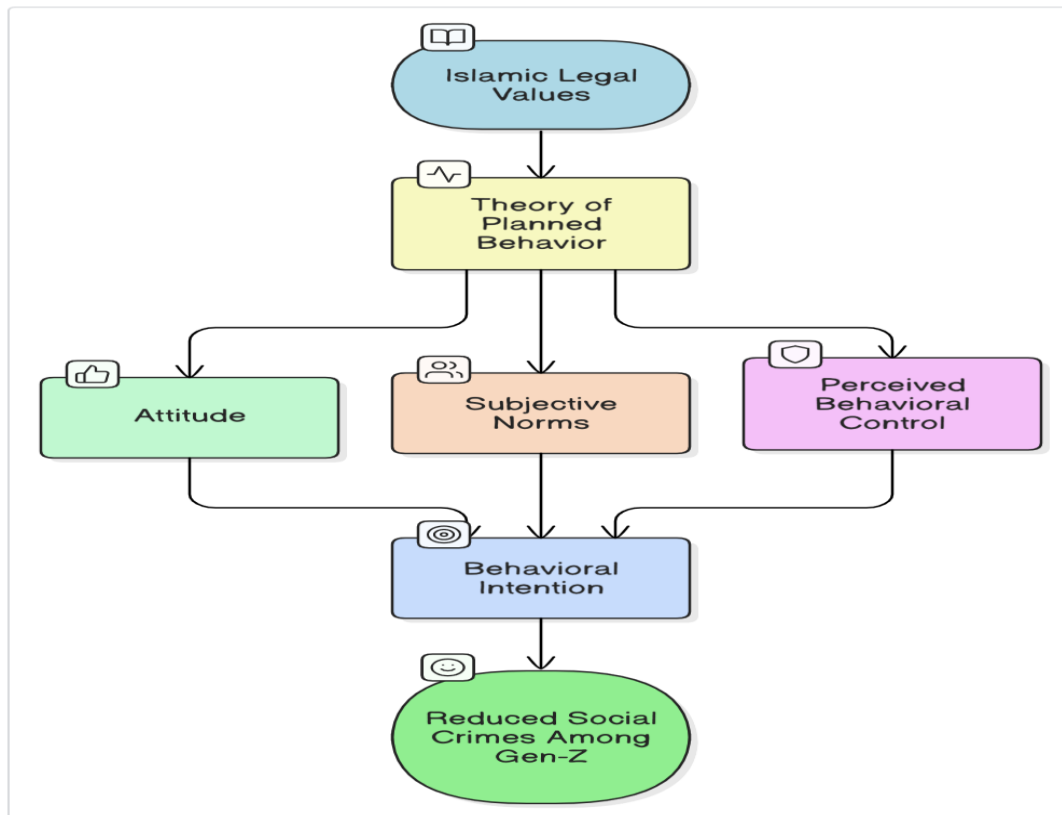 Islamic Legal
Values
Theory of
Planned
Behavior
Attitude
Subjective
Norms
Perceived
Behavioral
Control
Behavioral
Intention
Reduced Social
Crimes Among
Gen-Z